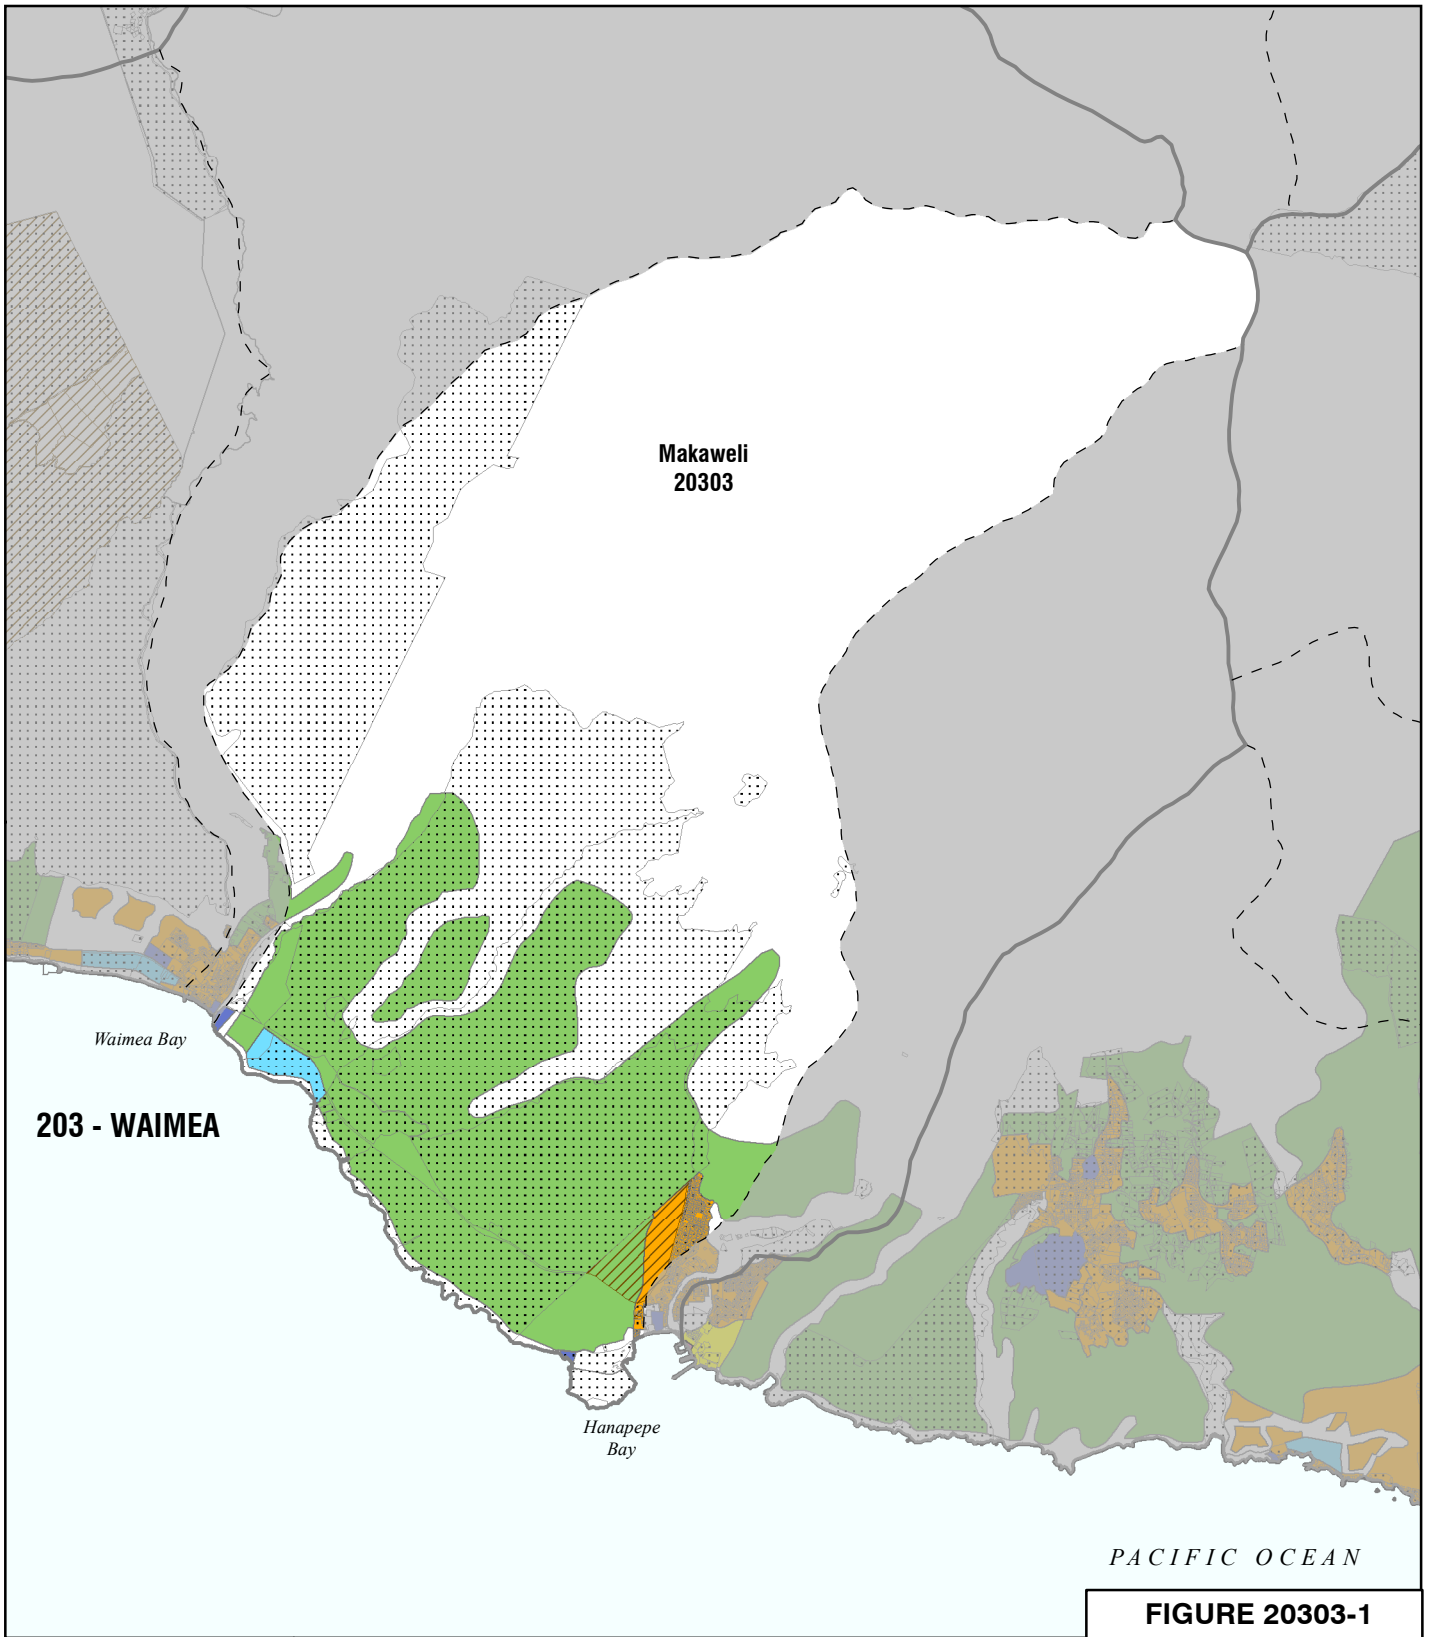 Makaweli
20303
Waimea Bay
203 - WAIMEA
Hanapepe
Bay
PACIFIC OCEAN
FIGURE 20303-1